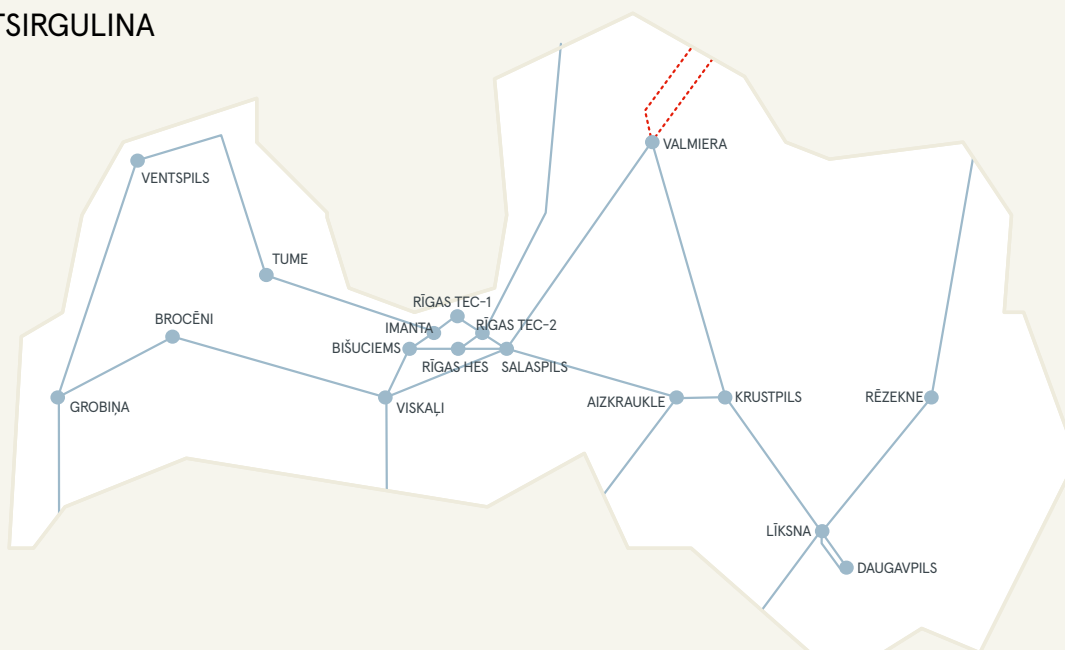 TSIRGULINA
VALMIERA
VENTSPILS
TUME
RĪGAS TEC-1
BROCĒNI
IMANTA
RĪGAS TEC-2
BIŠUCIEMS
RĪGAS HES
SALASPILS
AIZKRAUKLE
KRUSTPILS
RĒZEKNE
GROBIŅA
VISKAĻI
LĪKSNA
DAUGAVPILS